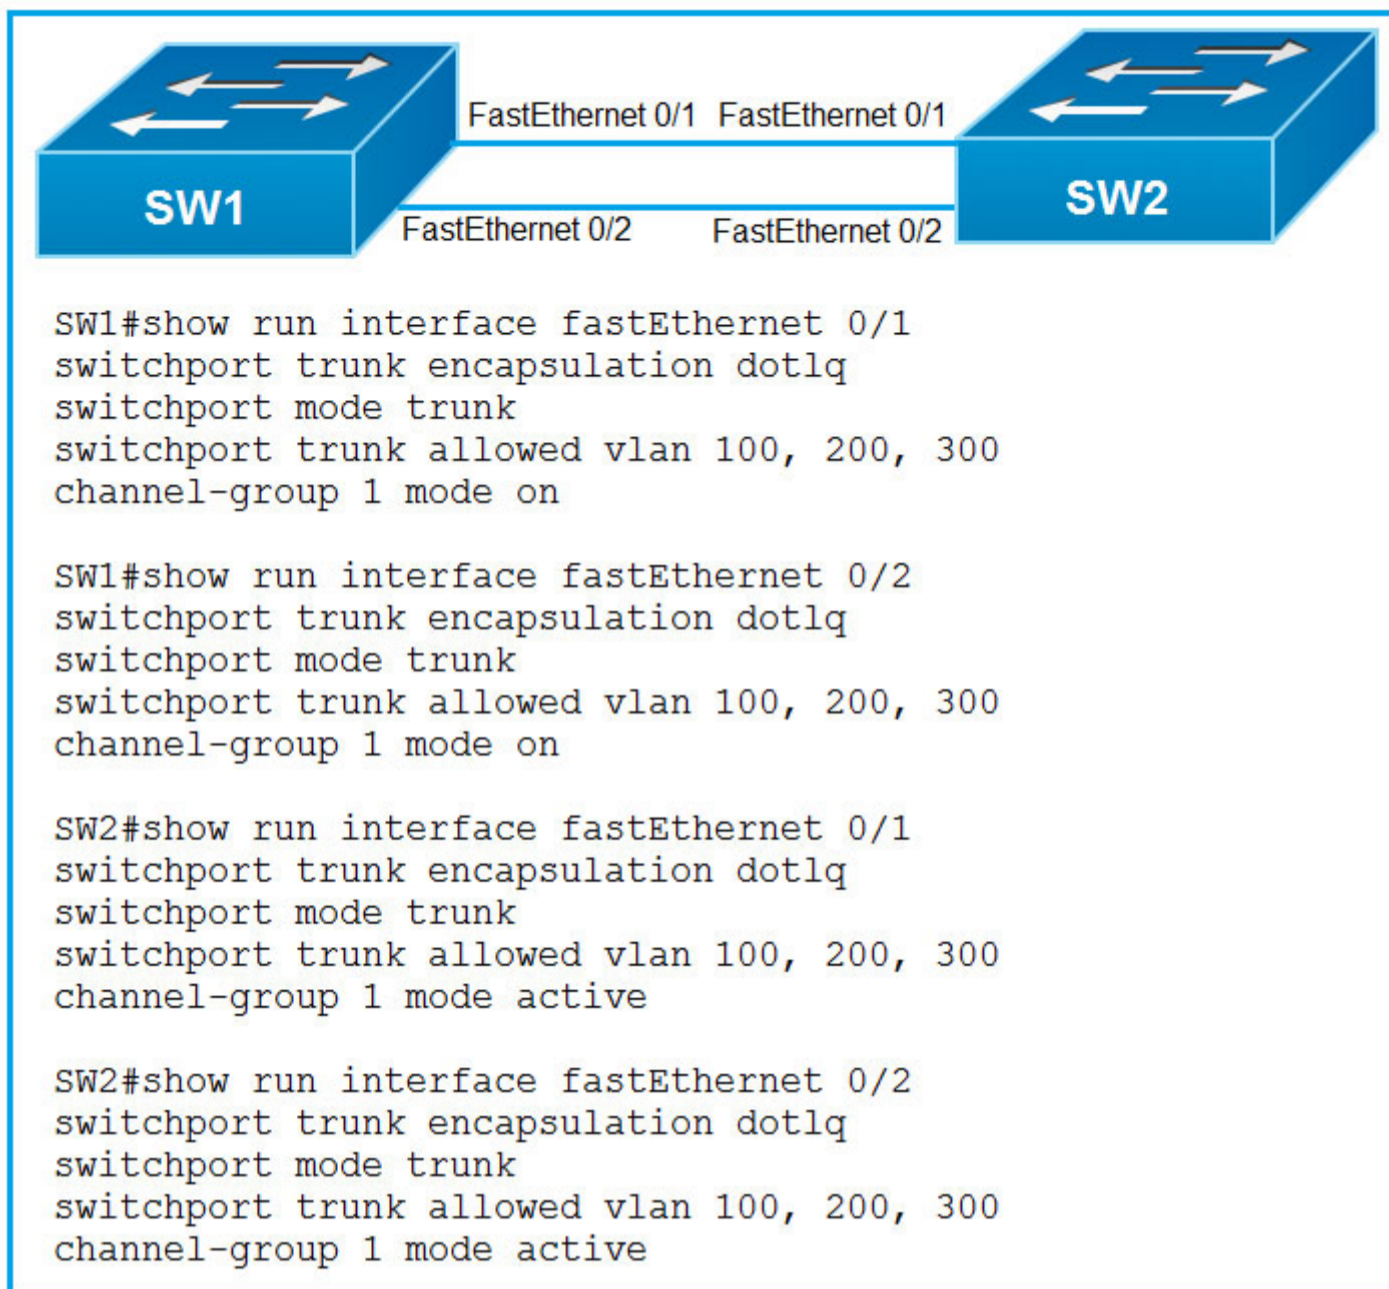 FastEthernet 0/1 FastEthernet 0/1
SW1
SW2
FastEthernet 0/2 FastEthernet 0/2
SW1#show run interface fastEthernet 0/1
switchport trunk encapsulation dotlq
switchport mode trunk
switchport trunk allowed vlan 100, 200, 300
channel-group 1 mode on
SW1#show run interface fastEthernet 0/2
switchport trunk encapsulation dotlq
switchport mode trunk
switchport trunk allowed vlan 100, 200, 300
channel-group 1 mode on
SW2#show run interface fastEthernet 0/1
switchport trunk encapsulation dotlq
switchport mode trunk
switchport trunk allowed vlan 100, 200, 300
channel-group 1 mode active
SW2#show run interface fastEthernet 0/2
switchport trunk encapsulation dotlq
switchport mode trunk
switchport trunk allowed vlan 100, 200, 300
channel-group 1 mode active